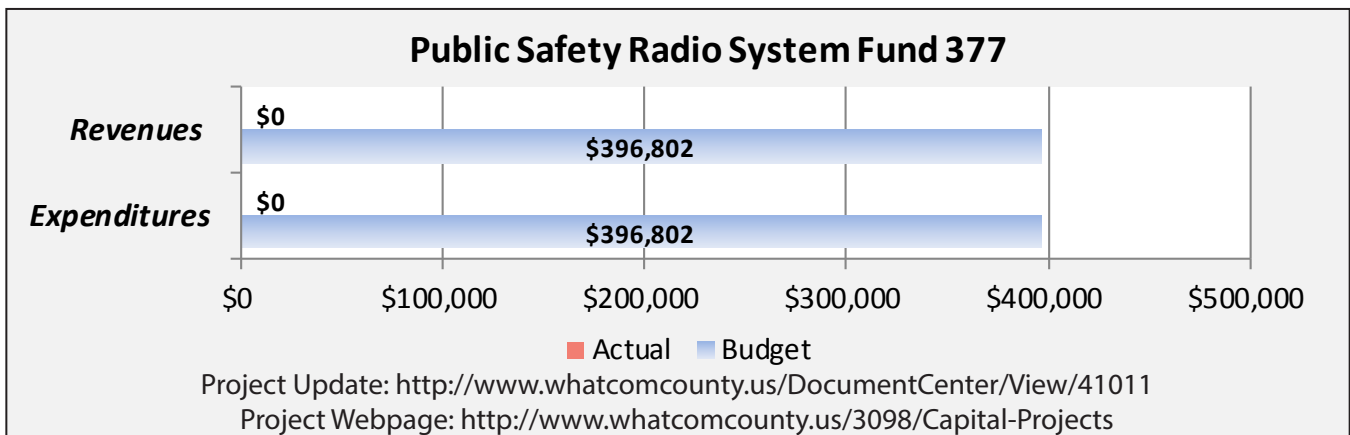 Public Safety Radio System Fund 377
Revenues
$0
$396,802
Expenditures
$0
$396,802
$0 $100,000 $200,000 $300,000 $400,000 $500,000
Actual Budget
Project Update: http://www.whatcomcounty.us/DocumentCenter/View/41011
Project Webpage: http://www.whatcomcounty.us/3098/Capital-Projects